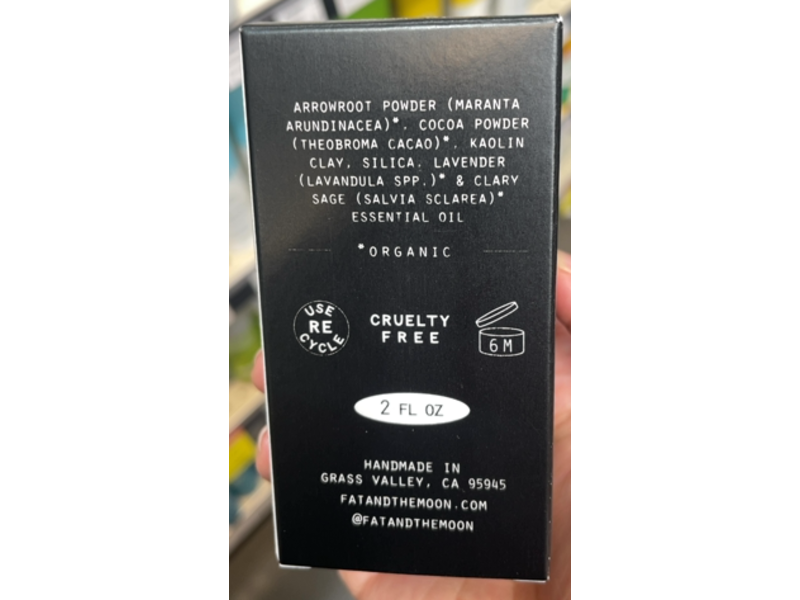 ARROWROOT POWDER (MARANTA
ARUNDINACEA)*, COCOA POWDER
(THEOBROMA CACAO)*, KAOLIN
CLAY, SILICA, LAVENDER
(LAVANDULA SPP.)* & CLARY
SAGE (SALVIA SCLAREA)*
ESSENTIAL OIL
*ORGANIC
USE
RE
CYCLE
CRUELTY
FREE
6M
2 FL OZ
HANDMADE IN
GRASS VALLEY, CA 95945
FATANDTHEMOON.COM
@FATANDTHEMOON